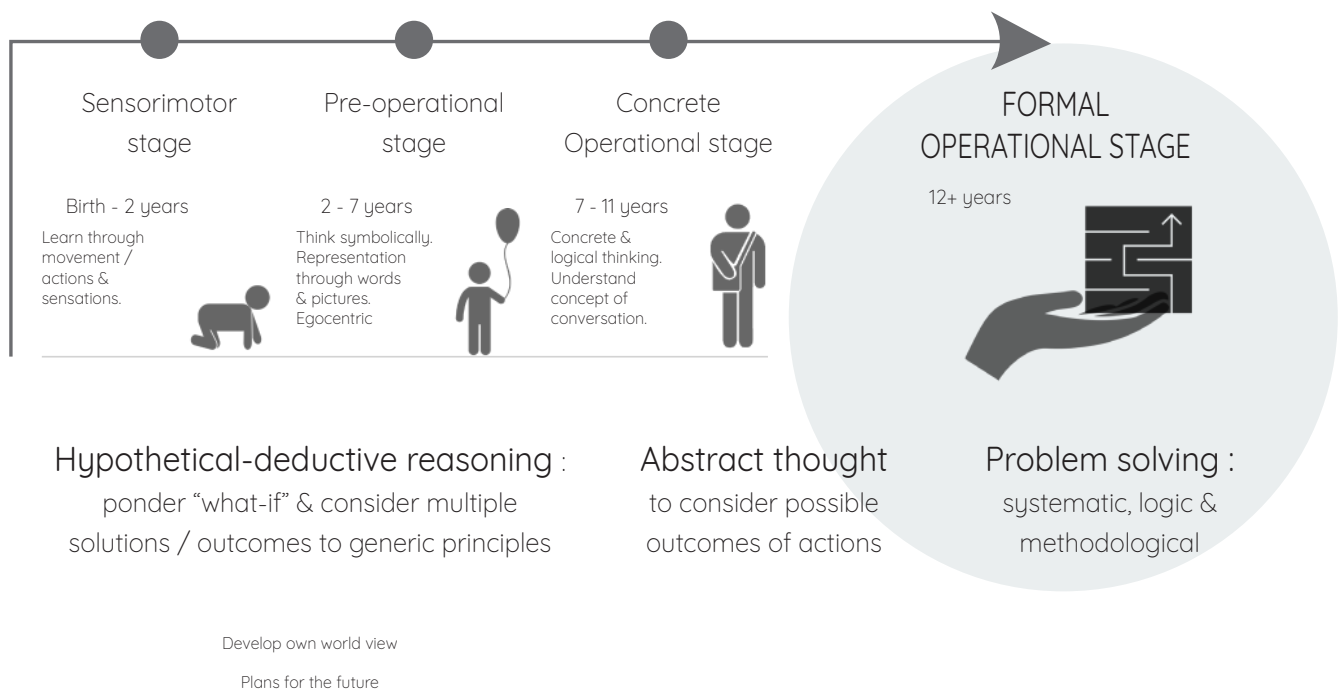 Sensorimotor
stage
Birth - 2 years
Learn through
movement /
actions &
sensations.
Pre-operational
stage
2 - 7 years
Think symbolically.
Representation
through words
& pictures.
Egocentric
Concrete
Operational stage
7 - 11 years
Concrete &
logical thinking.
Understand
concept of
conversation.
FORMAL
OPERATIONAL STAGE
12+ years
Hypothetical-deductive reasoning :
ponder “what-if” & consider multiple
solutions / outcomes to generic principles
Abstract thought
to consider possible
outcomes of actions
Problem solving :
systematic, logic &
methodological
Develop own world view
Plans for the future